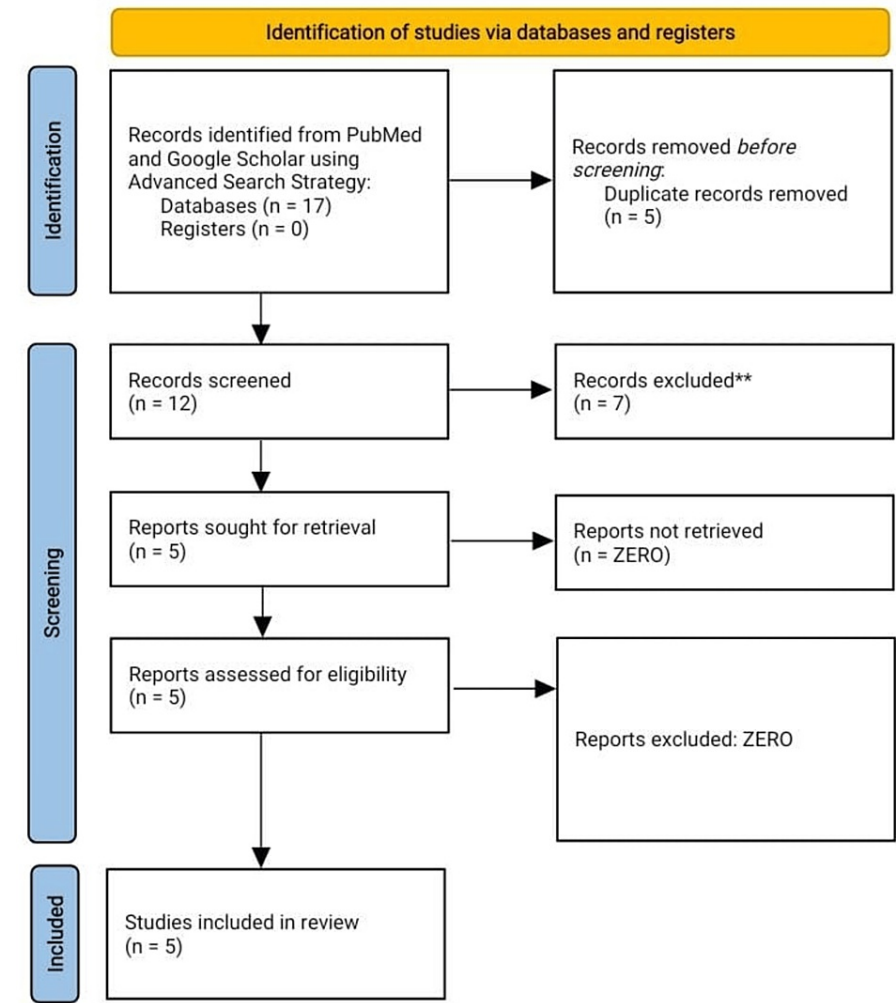 Identification of studies via databases and registers
Identification
Records identified from PubMed
and Google Scholar using
Advanced Search Strategy:
Databases (n = 17)
Registers (n = 0)
Records removed before
screening:
Duplicate records removed
(n = 5)
Screening
Records screened
(n = 12)
Records excluded**
(n = 7)
Reports sought for retrieval
(n = 5)
Reports not retrieved
(n = ZERO)
Reports assessed for eligibility
(n = 5)
Reports excluded: ZERO
Included
Studies included in review
(n = 5)